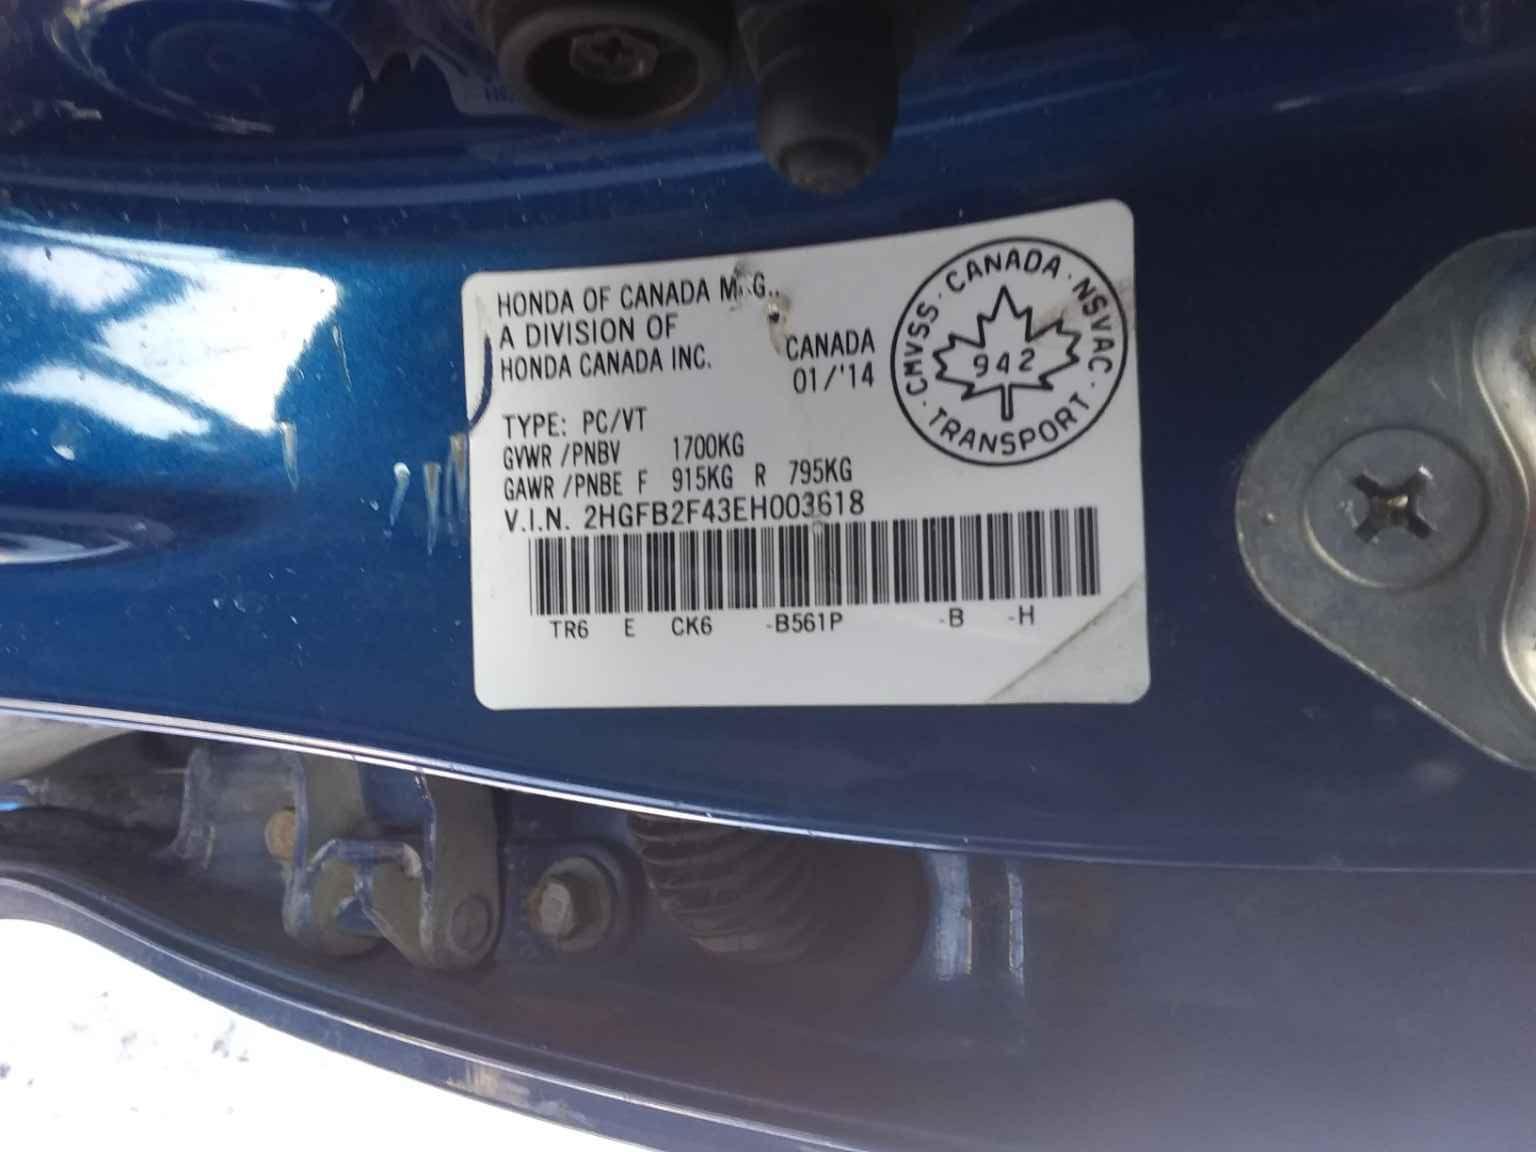 HONDA OF CANADA
A DIVISION OF
HONDA CANADA INC.
CANADA
01/'14
CMVSS · CANADA · NSVAC · TRANSPORT ·
942
TYPE: PC/VT
GVWR /PNBV 1700KG
GAWR /PNBE F 915KG R 795KG
V.I.N. 2HGFB2F43EH003618
TR6 E CK6 -B561P -B -H